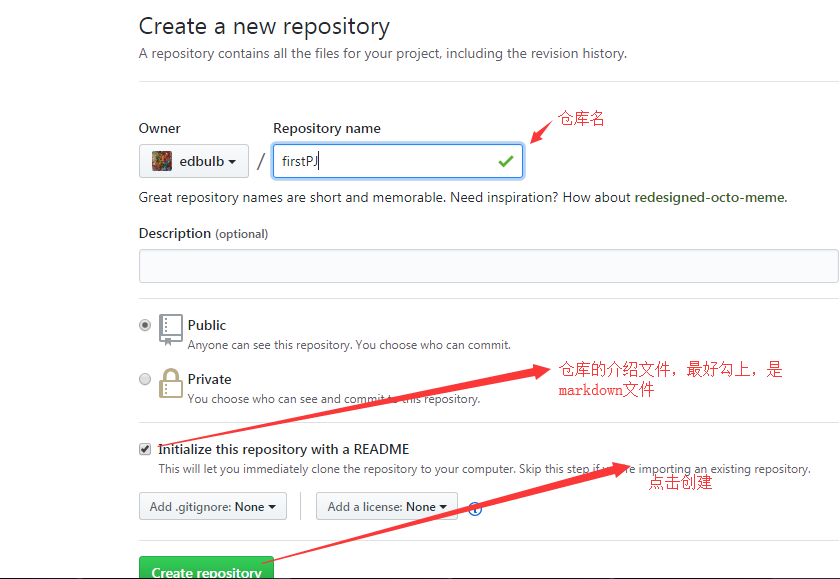 Create a new repository
A repository contains all the files for your project, including the revision history.
Owner
Repository name
仓库名
edbulb
/
firstPJ
Great repository names are short and memorable. Need inspiration? How about redesigned-octo-meme.
Description (optional)
Public
Anyone can see this repository. You choose who can commit.
仓库的介绍文件，最好勾上，是
markdown文件
Private
You choose who can see and commit to this repository.
Initialize this repository with a README
This will let you immediately clone the repository to your computer. Skip this step if you're importing an existing repository.
点击创建
Add .gitignore: None
Add a license: None
Create repository